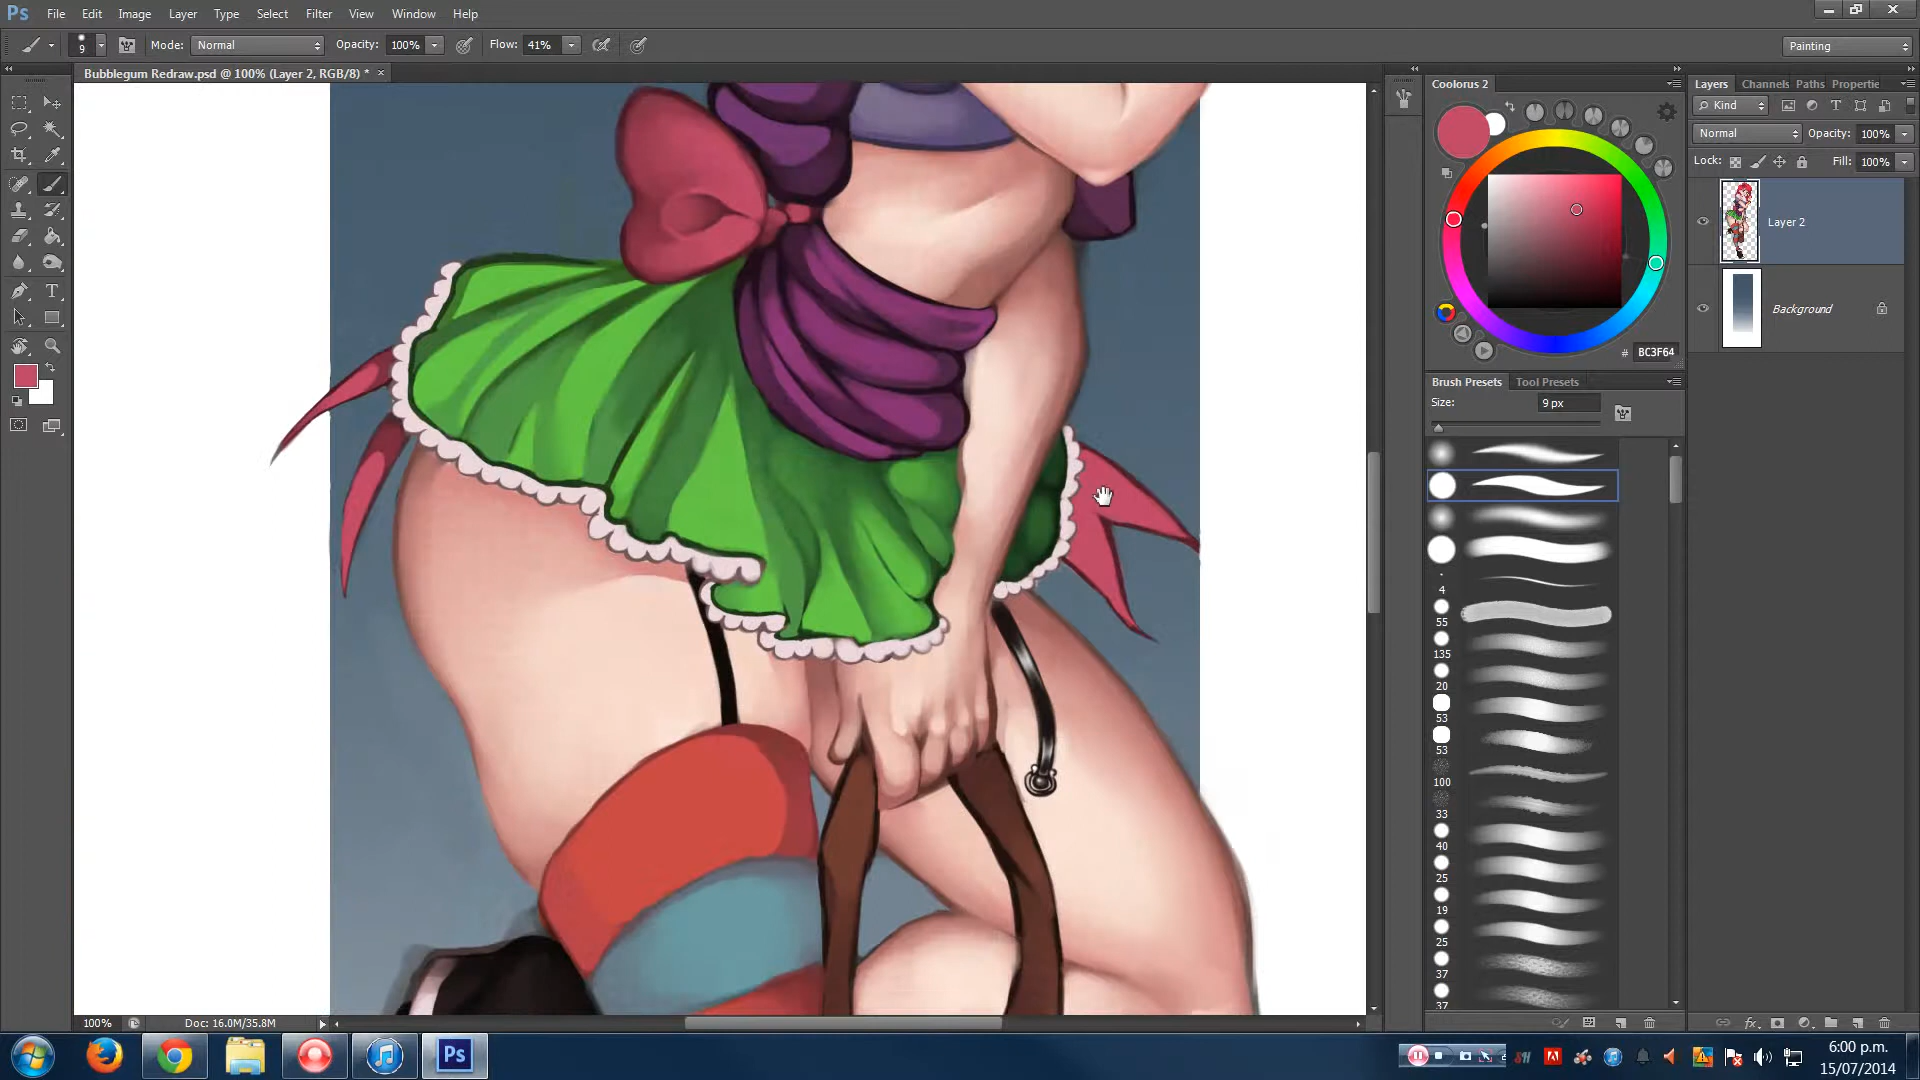 Ps File Edit Image Layer Type Select Filter View Window Help
9 Mode: Normal Opacity: 100% Flow: 41% Painting
Bubblegum Redraw.psd @ 100% (Layer 2, RGB/8) * ×
Coolorus 2
Layers Channels Paths Propertie
Kind
Normal Opacity: 100%
Lock: Fill: 100%
Layer 2
Background
# BC3F64
Brush Presets Tool Presets
Size: 9 px
4
55
135
20
53
53
100
33
40
25
19
25
37
37
100% Doc: 16.0M/35.8M
Ps
6:00 p.m.
15/07/2014